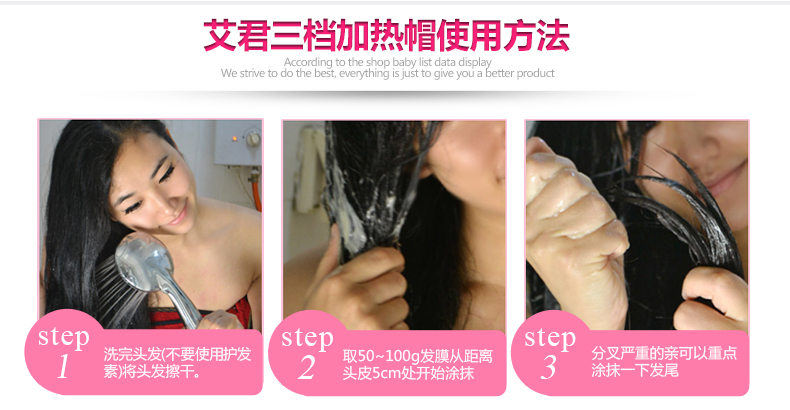 艾君三档加热帽使用方法
According to the shop baby list data display
We strive to do the best, everything is just to give you a better product
step
1
洗完头发(不要使用护发
素)将头发擦干。
step
2
取50~100g发膜从距离
头皮5cm处开始涂抹
step
3
分叉严重的亲可以重点
涂抹一下发尾